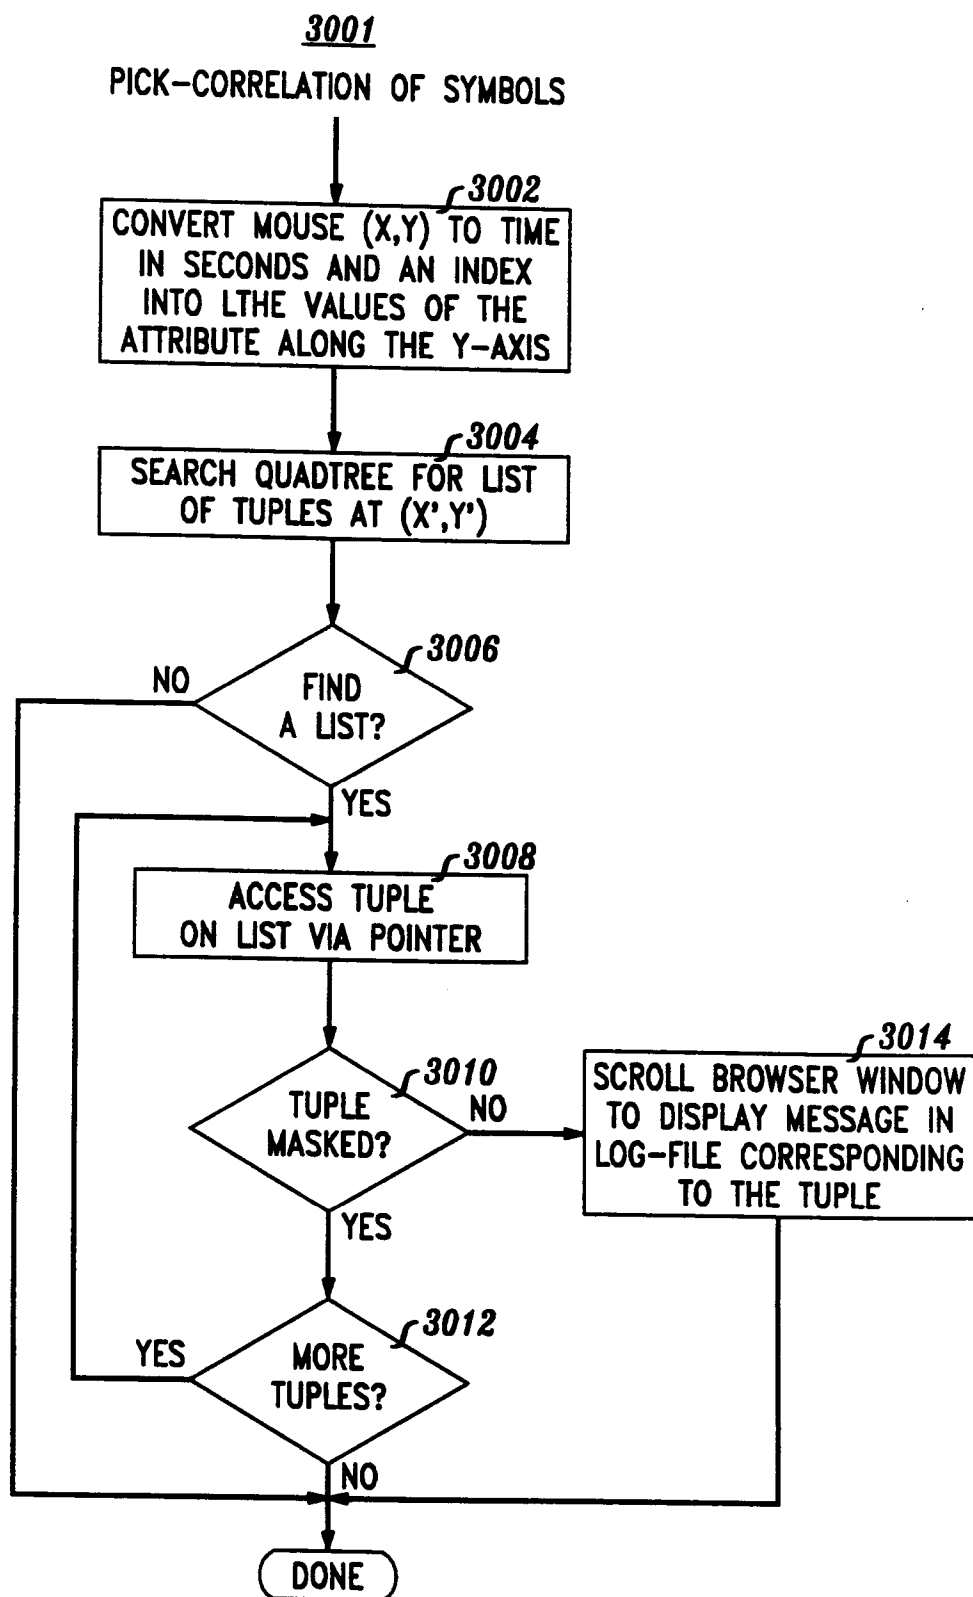 3001
PICK-CORRELATION OF SYMBOLS
3002
CONVERT MOUSE (X,Y) TO TIME
IN SECONDS AND AN INDEX
INTO LTHE VALUES OF THE
ATTRIBUTE ALONG THE Y-AXIS
3004
SEARCH QUADTREE FOR LIST
OF TUPLES AT (X',Y')
3006
NO
FIND
A LIST?
YES
3008
ACCESS TUPLE
ON LIST VIA POINTER
3010
TUPLE
MASKED?
NO
3014
SCROLL BROWSER WINDOW
TO DISPLAY MESSAGE IN
LOG-FILE CORRESPONDING
TO THE TUPLE
YES
3012
YES
MORE
TUPLES?
NO
DONE